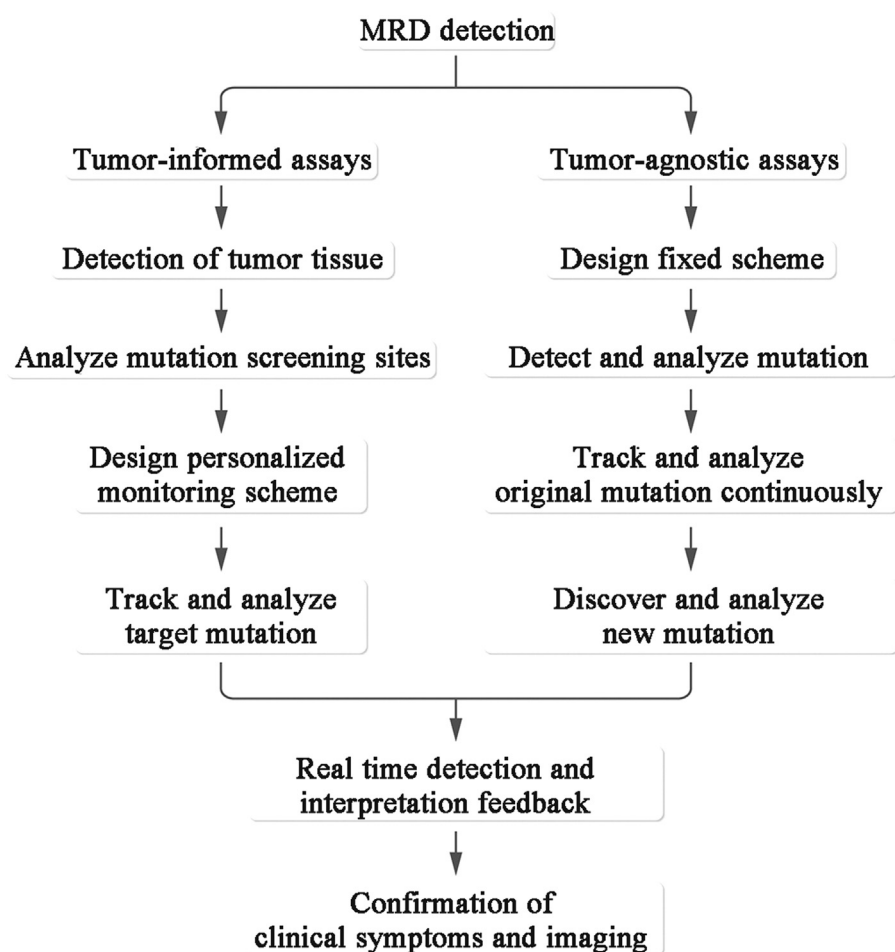 MRD detection
Tumor-informed assays
Tumor-agnostic assays
Detection of tumor tissue
Design fixed scheme
Analyze mutation screening sites
Detect and analyze mutation
Design personalized
monitoring scheme
Track and analyze
original mutation continuously
Track and analyze
target mutation
Discover and analyze
new mutation
Real time detection and
interpretation feedback
Confirmation of
clinical symptoms and imaging